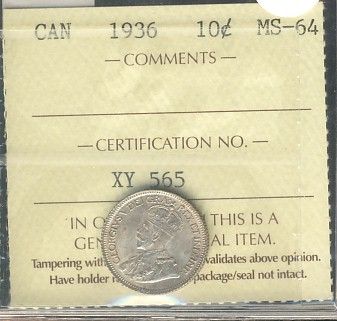 CAN 1936 10¢ MS-64
— COMMENTS —
— CERTIFICATION NO. —
XY 565
THIS IS A
AL ITEM.
Tampering with validates above opinion.
Have holder package/seal not intact.